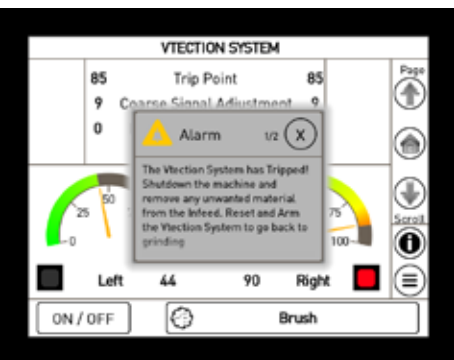 VTECTION SYSTEM
Page
85 Trip Point 85
9 Coarse Signal Adjustment 9
0
Alarm 1/2 X
The Vtection System has Tripped!
Shutdown the machine and
remove any unwanted material
from the Infeed. Reset and Arm
the Vtection System to go back to
grinding
50
25
0
75
100
Scroll
Left 44 90 Right
ON / OFF
Brush